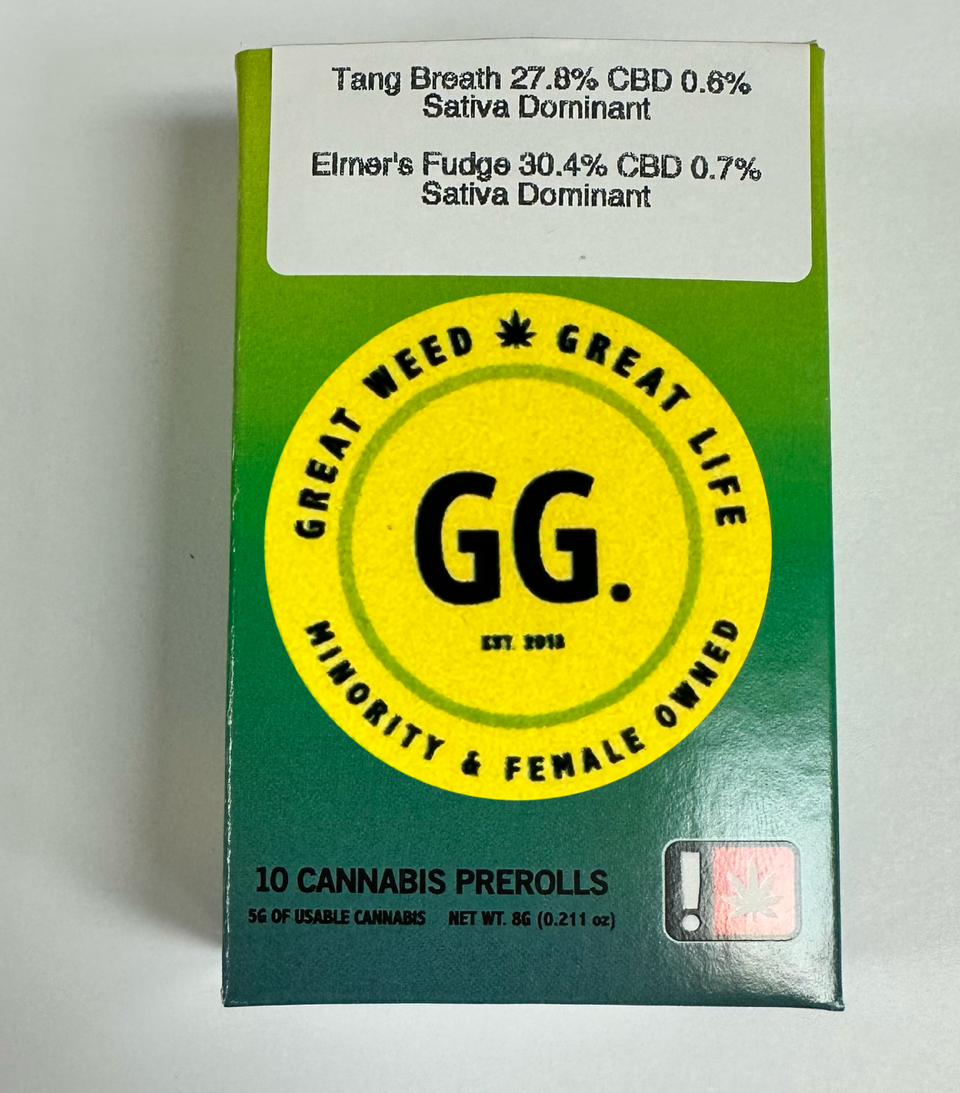 Tang Breath 27.8% CBD 0.6%
Sativa Dominant
Elmer's Fudge 30.4% CBD 0.7%
Sativa Dominant
GREAT WEED GREAT LIFE
GG.
EST. 2013
MINORITY & FEMALE OWNED
10 CANNABIS PREROLLS
5G OF USABLE CANNABIS NET WT. 8G (0.211 oz)
!